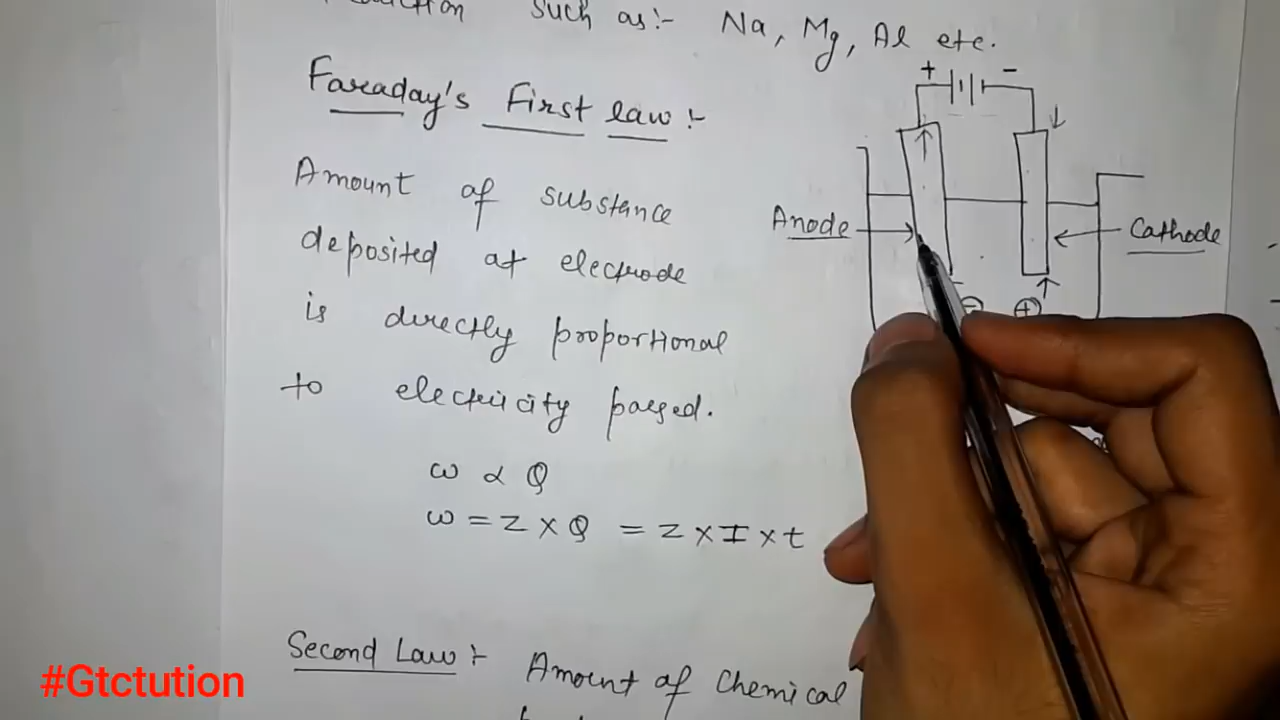 such as:- Na, Mg, Al etc.
Faraday's First law :-
Amount of substance
deposited at electrode
is directly proportional
to electricity passed.
w ∝ Q
w = Z × Q = Z × I × t
+ -
Anode
Cathode
⊖ ⊕
Second Law :- Amount of Chemical
#Gtctution